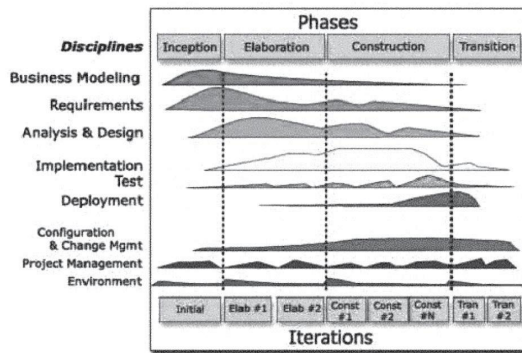 Phases
Disciplines
Inception Elaboration Construction Transition
Business Modeling
Requirements
Analysis & Design
Implementation
Test
Deployment
Configuration
& Change Mgmt
Project Management
Environment
Initial Elab #1 Elab #2 Const #1 Const #2 Const #N Tran #1 Tran #2
Iterations